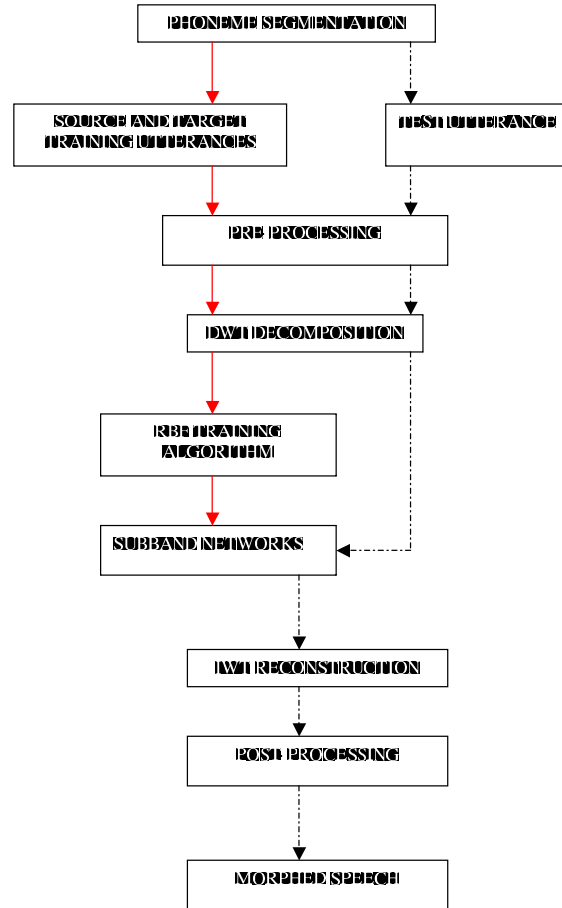 PHONEME SEGMENTATION
SOURCE AND TARGET
TRAINING UTTERANCES
TEST UTTERANCE
PRE-PROCESSING
DWT DECOMPOSITION
RBF TRAINING
ALGORITHM
SUBBAND NETWORKS
IWT RECONSTRUCTION
POST-PROCESSING
MORPHED SPEECH